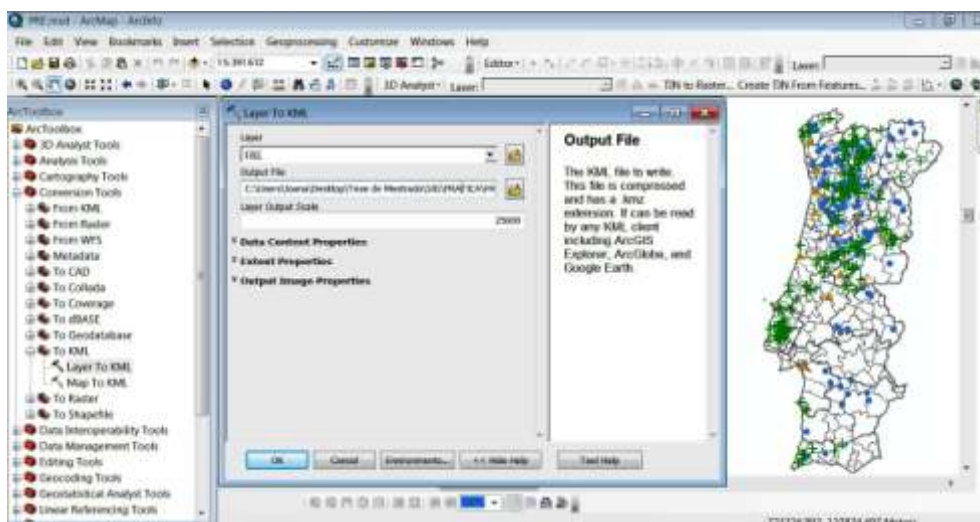 PRE.mxd - ArcMap - ArcInfo
File Edit View Bookmarks Insert Selection Geoprocessing Customize Windows Help
Editor
Layer:
3D Analyst Layer: TIN to Raster... Create TIN From Features...
ArcToolbox
ArcToolbox
3D Analyst Tools
Analysis Tools
Cartography Tools
Conversion Tools
From KML
From Raster
From WFS
Metadata
To CAD
To Collada
To Coverage
To dBASE
To Geodatabase
To KML
Layer To KML
Map To KML
To Raster
To Shapefile
Data Interoperability Tools
Data Management Tools
Editing Tools
Geocoding Tools
Geostatistical Analyst Tools
Linear Referencing Tools
Layer To KML
Layer
Output File
Layer Output Scale
25000
Data Content Properties
Extent Properties
Output Image Properties
OK Cancel Environments... << Hide Help Tool Help
Output File
The KML file to write.
This file is compressed
and has a .kmz
extension. It can be read
by any KML client
including ArcGIS
Explorer, ArcGlobe, and
Google Earth.
100%
Meters